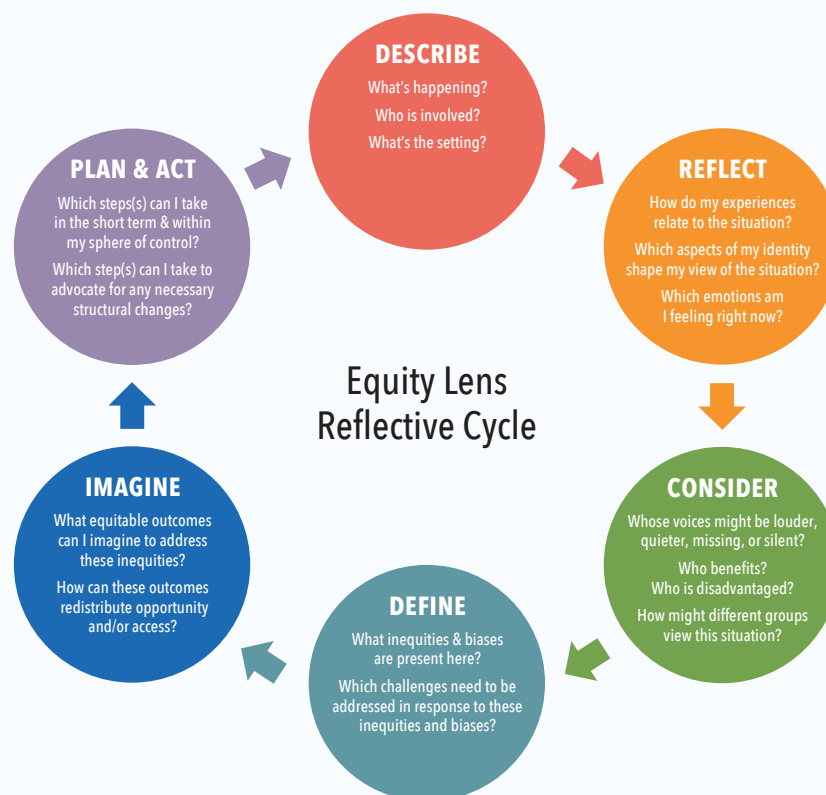 DESCRIBE
What's happening?
Who is involved?
What's the setting?
REFLECT
How do my experiences
relate to the situation?
Which aspects of my identity
shape my view of the situation?
Which emotions am
I feeling right now?
CONSIDER
Whose voices might be louder,
quieter, missing, or silent?
Who benefits?
Who is disadvantaged?
How might different groups
view this situation?
DEFINE
What inequities & biases
are present here?
Which challenges need to be
addressed in response to these
inequities and biases?
IMAGINE
What equitable outcomes
can I imagine to address
these inequities?
How can these outcomes
redistribute opportunity
and/or access?
PLAN & ACT
Which steps(s) can I take
in the short term & within
my sphere of control?
Which step(s) can I take to
advocate for any necessary
structural changes?
Equity Lens
Reflective Cycle